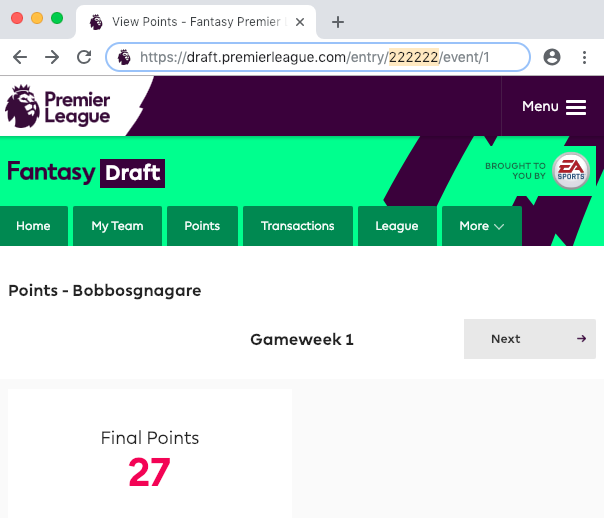 View Points - Fantasy Premier
https://draft.premierleague.com/entry/222222/event/1
Premier
League
Menu
Fantasy Draft
BROUGHT TO
YOU BY
EA
SPORTS
Home My Team Points Transactions League More
Points - Bobbosgnagare
Gameweek 1
Next
Final Points
27